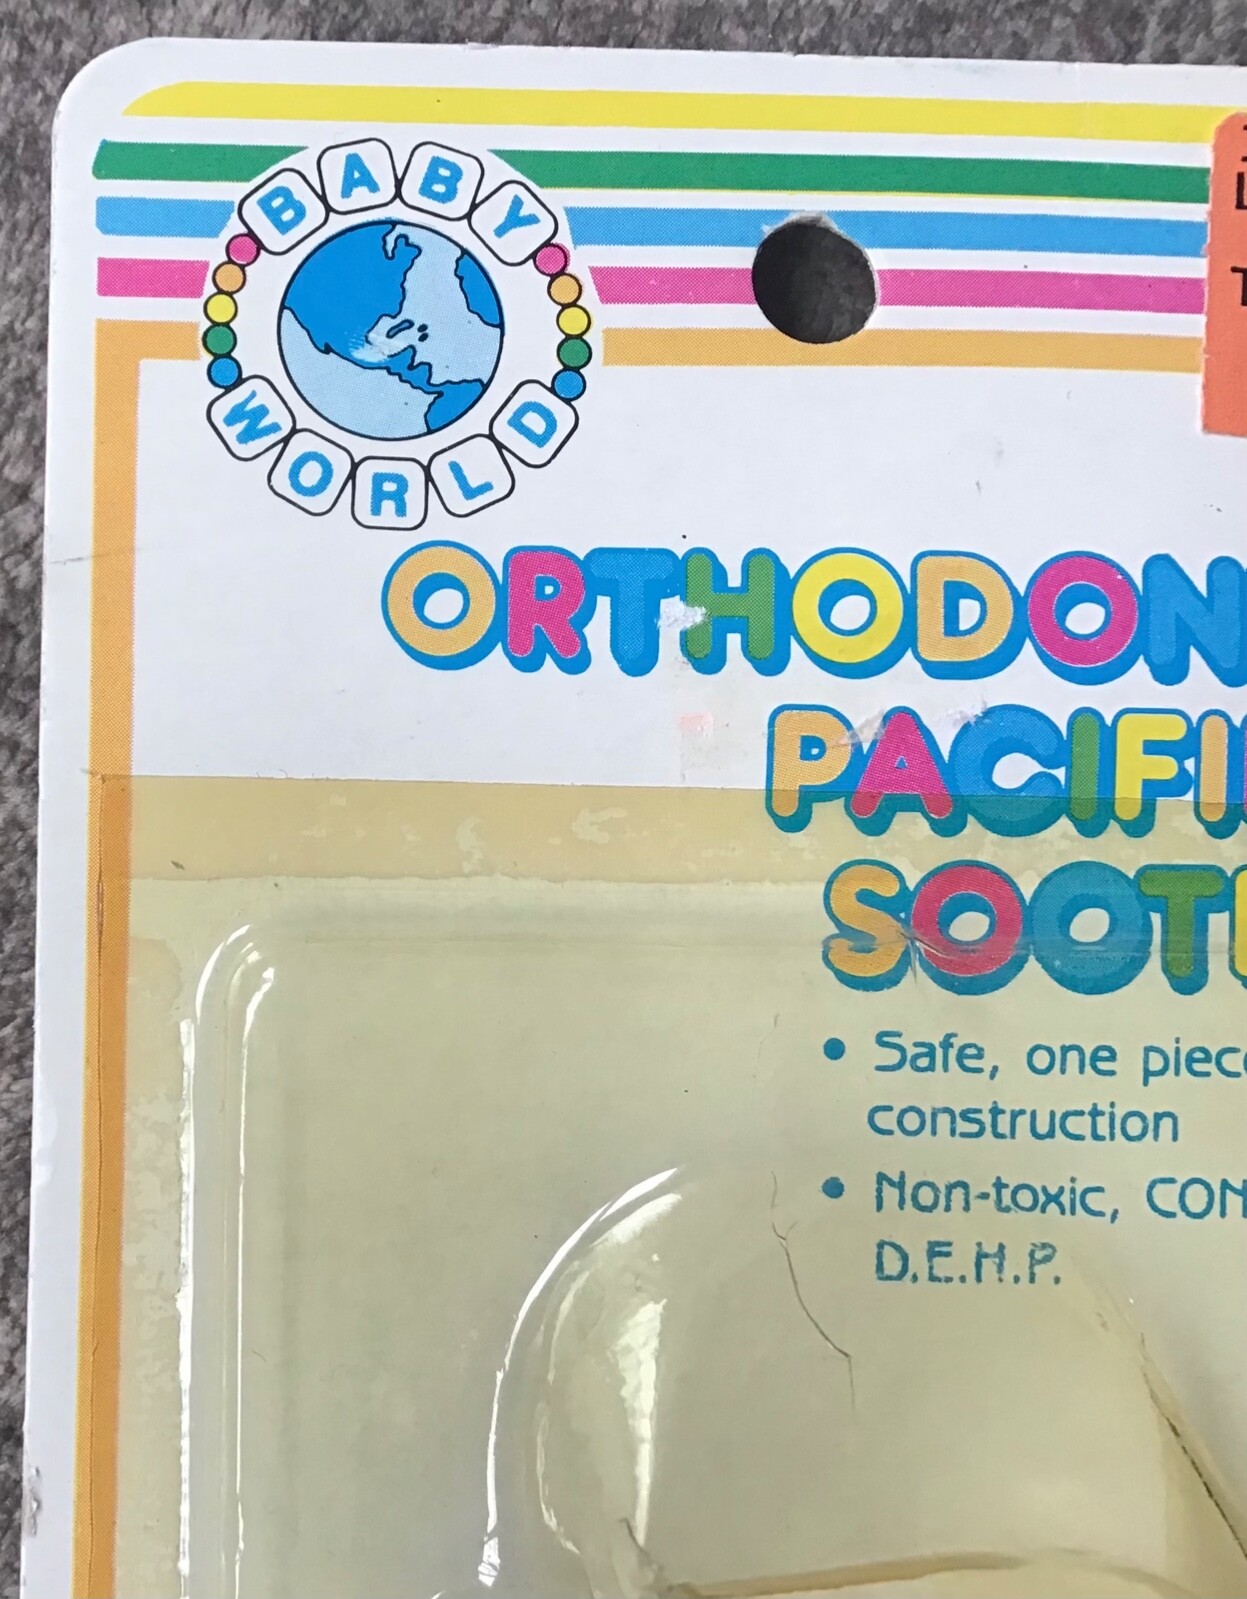 BABY
WORLD
ORTHODON
PACIFI
SOOT
• Safe, one piec
construction
• Non-toxic, CON
D.E.H.P.